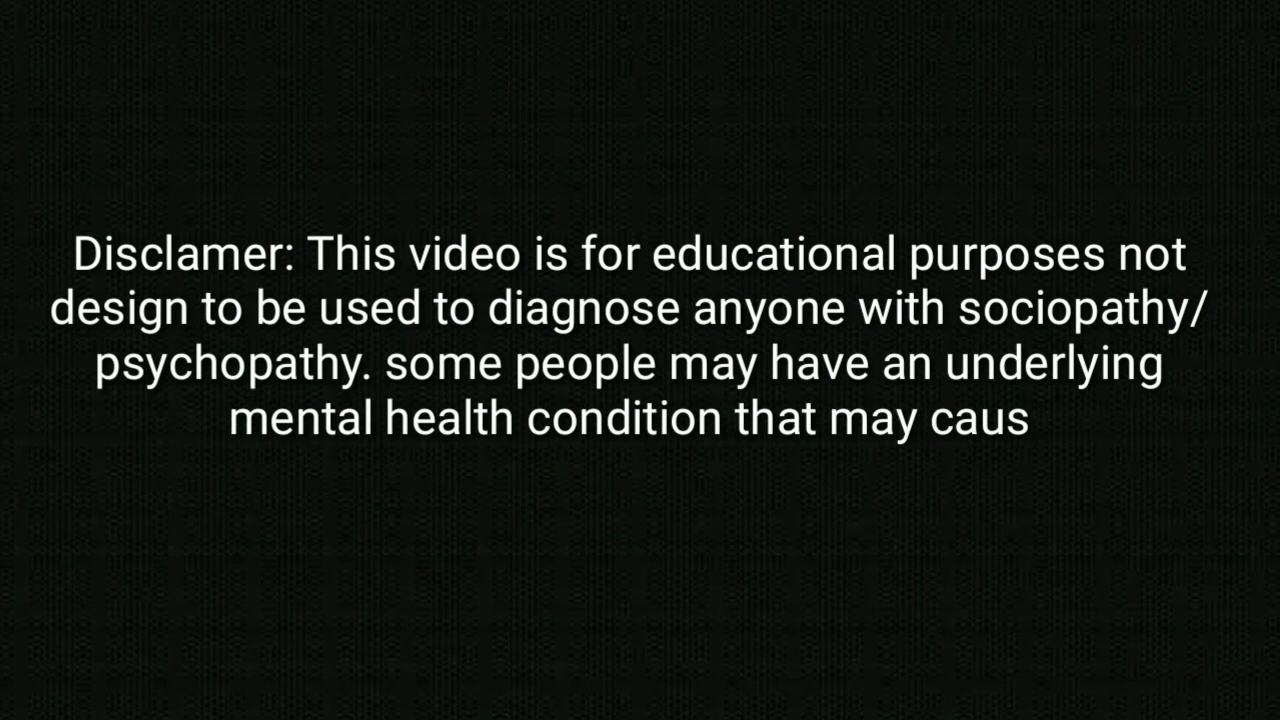 Disclamer: This video is for educational purposes not
design to be used to diagnose anyone with sociopathy/
psychopathy. some people may have an underlying
mental health condition that may caus